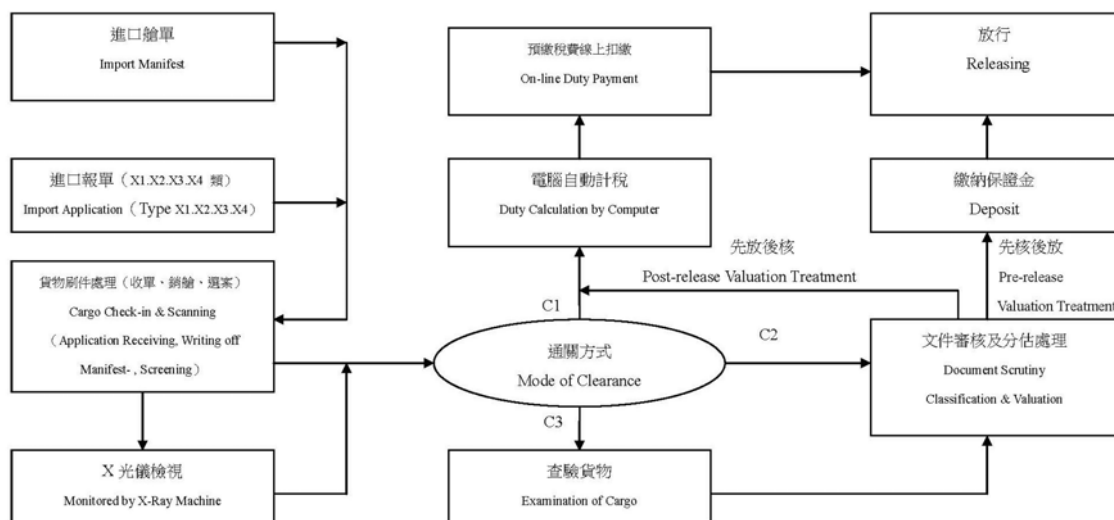 進口艙單
Import Manifest
進口報單（X1.X2.X3.X4 類）
Import Application（Type X1.X2.X3.X4）
貨物刷件處理（收單、銷艙、選案）
Cargo Check-in & Scanning
（Application Receiving, Writing off
Manifest- , Screening）
X 光儀檢視
Monitored by X-Ray Machine
預繳稅費線上扣繳
On-line Duty Payment
電腦自動計稅
Duty Calculation by Computer
先放後核
Post-release Valuation Treatment
C1
通關方式
Mode of Clearance
C2
C3
查驗貨物
Examination of Cargo
放行
Releasing
繳納保證金
Deposit
先核後放
Pre-release
Valuation Treatment
文件審核及分估處理
Document Scrutiny
Classification & Valuation